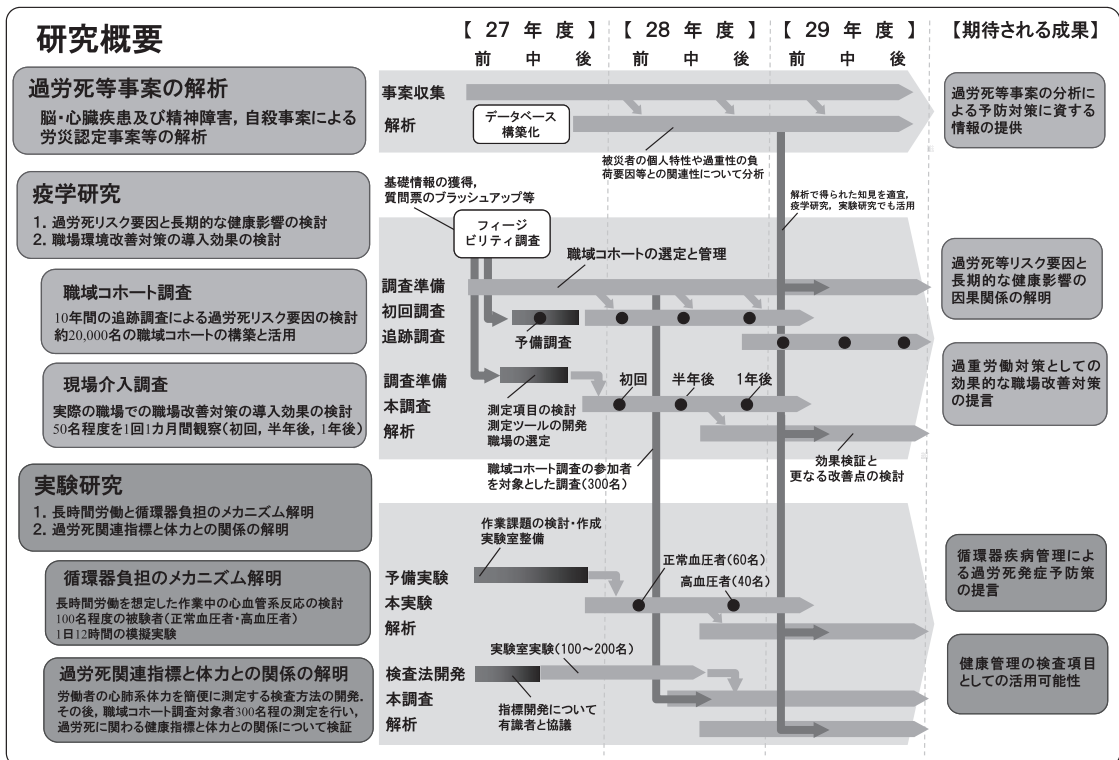 研究概要
【 27 年 度 】
【 28 年 度 】
【 29 年 度 】
【期待される成果】
前 中 後
前 中 後
前 中 後
過労死等事案の解析
脳・心臓疾患及び精神障害，自殺事案による
労災認定事案等の解析
事案収集
解析
データベース
構築化
被災者の個人特性や過重性の負
荷要因等との関連性について分析
解析で得られた知見を適宜，
疫学研究，実験研究でも活用
過労死等事案の分析
による予防対策に資する
情報の提供
疫学研究
1. 過労死リスク要因と長期的な健康影響の検討
2. 職場環境改善対策の導入効果の検討
基礎情報の獲得，
質問票のブラッシュアップ等
フィージ
ビリティ調査
職域コホートの選定と管理
職域コホート調査
10年間の追跡調査による過労死リスク要因の検討
約20,000名の職域コホートの構築と活用
調査準備
初回調査
追跡調査
予備調査
過労死等リスク要因と
長期的な健康影響の
因果関係の解明
現場介入調査
実際の職場での職場改善対策の導入効果の検討
50名程度を1回1カ月間観察（初回，半年後，1年後）
調査準備
本調査
解析
初回
半年後
1年後
測定項目の検討
測定ツールの開発
職場の選定
職域コホート調査の参加者
を対象とした調査（300名）
効果検証と
更なる改善点の検討
過重労働対策としての
効果的な職場改善対策
の提言
実験研究
1. 長時間労働と循環器負担のメカニズム解明
2. 過労死関連指標と体力との関係の解明
作業課題の検討・作成
実験室整備
循環器負担のメカニズム解明
長時間労働を想定した作業中の心血管系反応の検討
100名程度の被験者（正常血圧者・高血圧者）
1日12時間の模擬実験
予備実験
本実験
解析
正常血圧者（60名）
高血圧者（40名）
循環器疾病管理によ
る過労死発症予防策
の提言
過労死関連指標と体力との関係の解明
労働者の心肺系体力を簡便に測定する検査方法の開発．
その後，職域コホート調査対象者300名程の測定を行い，
過労死に関わる健康指標と体力との関係について検証
検査法開発
本調査
解析
実験室実験（100〜200名）
指標開発について
有識者と協議
健康管理の検査項目
としての活用可能性